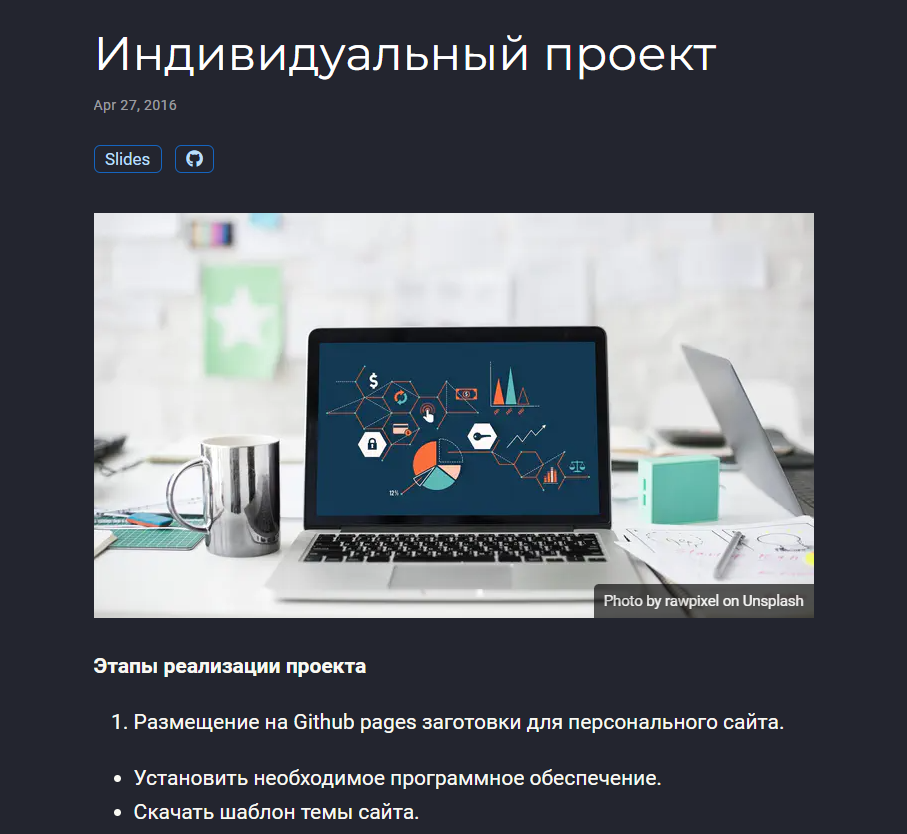 Индивидуальный проект
Apr 27, 2016
Slides
$
12%
Photo by rawpixel on Unsplash
Этапы реализации проекта
1. Размещение на Github pages заготовки для персонального сайта.
• Установить необходимое программное обеспечение.
• Скачать шаблон темы сайта.